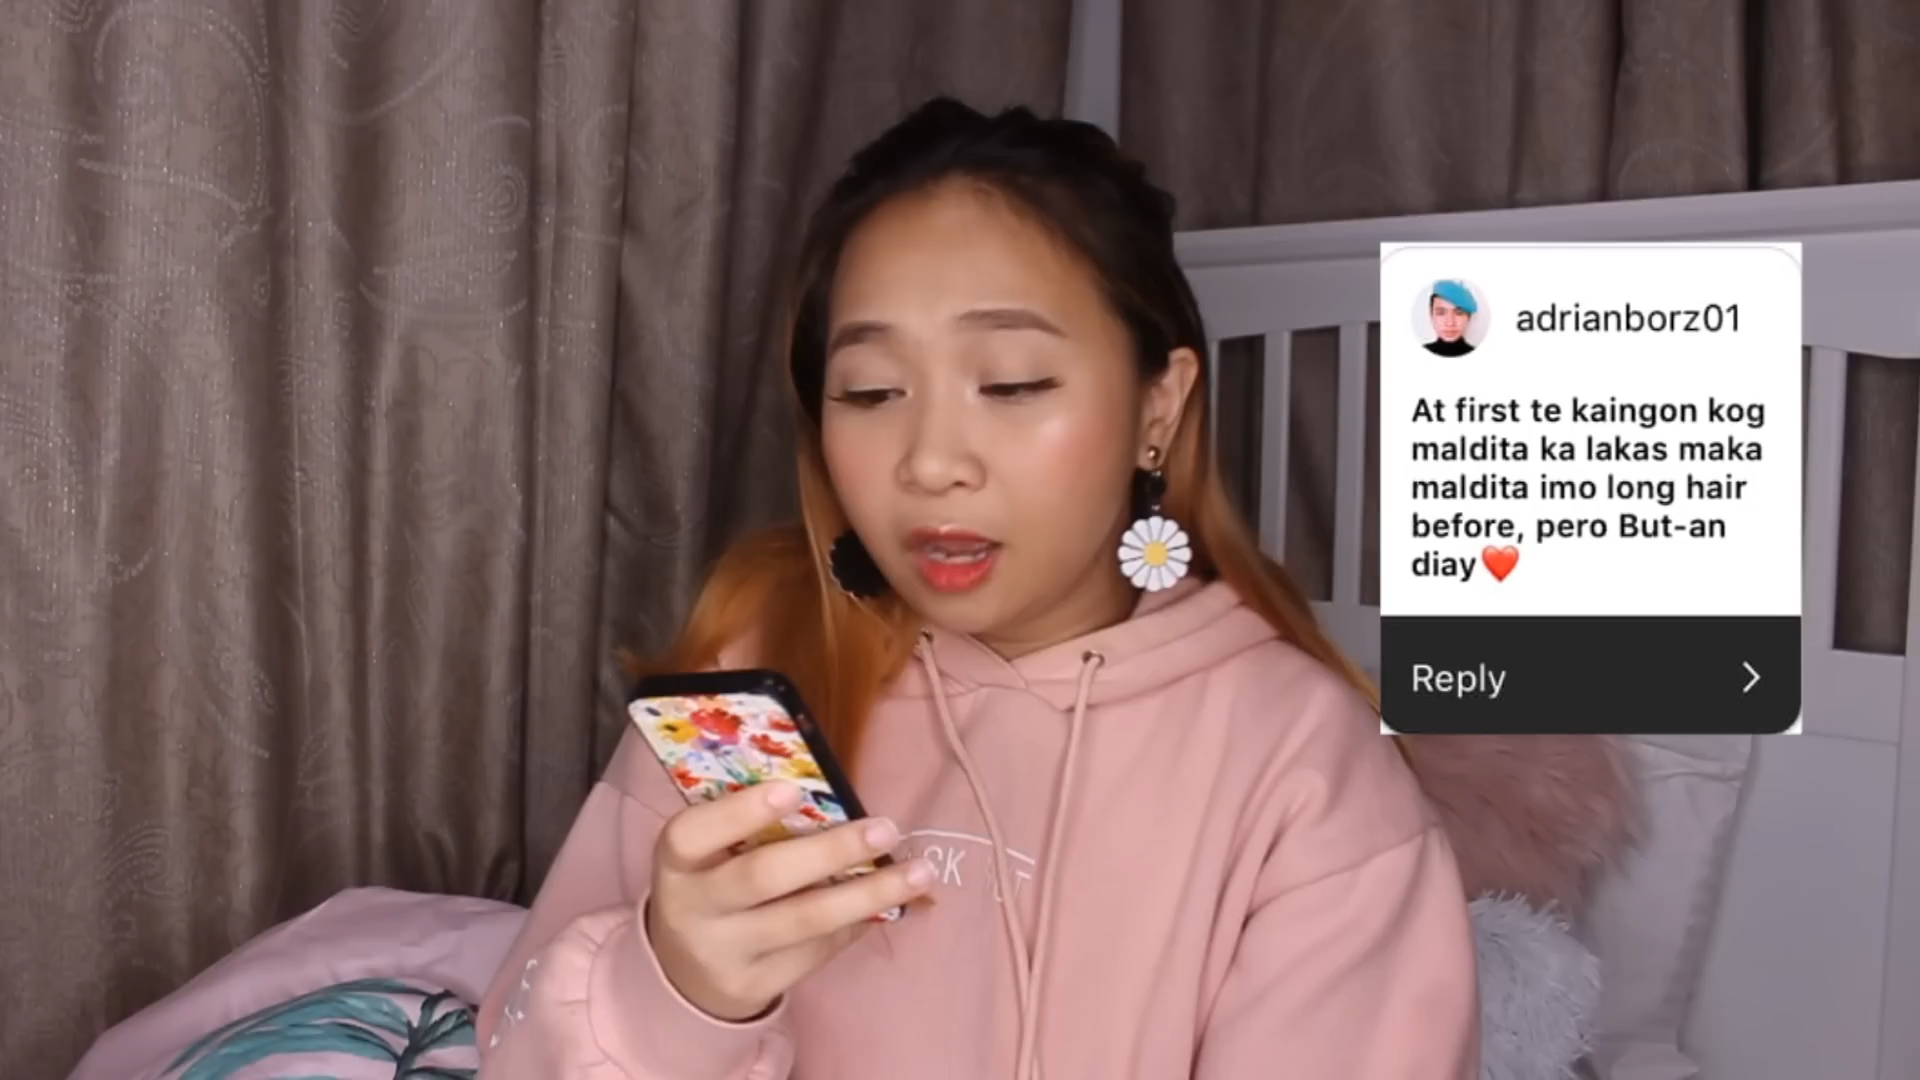 adrianborz01
At first te kaingon kog
maldita ka lakas maka
maldita imo long hair
before, pero But-an
diay❤️
Reply